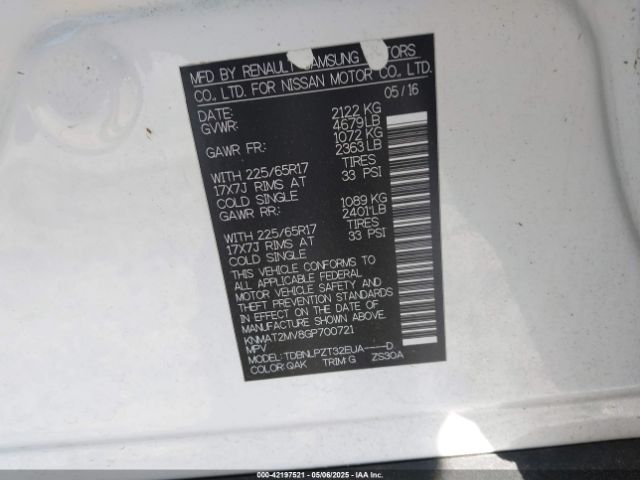 MFD BY RENAULT SAMSUNG MOTORS
CO., LTD. FOR NISSAN MOTOR CO., LTD.
DATE: 05/16
GVWR: 2122 KG
4679 LB
GAWR FR: 1072 KG
2363 LB
WITH 225/65R17 TIRES
17X7J RIMS AT 33 PSI
COLD SINGLE
GAWR RR: 1089 KG
2401 LB
WITH 225/65R17 TIRES
17X7J RIMS AT 33 PSI
COLD SINGLE
THIS VEHICLE CONFORMS TO
ALL APPLICABLE FEDERAL
MOTOR VEHICLE SAFETY AND
THEFT PREVENTION STANDARDS
IN EFFECT ON THE DATE OF
MANUFACTURE SHOWN ABOVE.
KNMAT2MV8GP700721
MPV
MODEL: TDBNLPZT32EUA----D
COLOR: QAK TRIM: G ZS30A
000-42197521 - 05/06/2025 - IAA Inc.